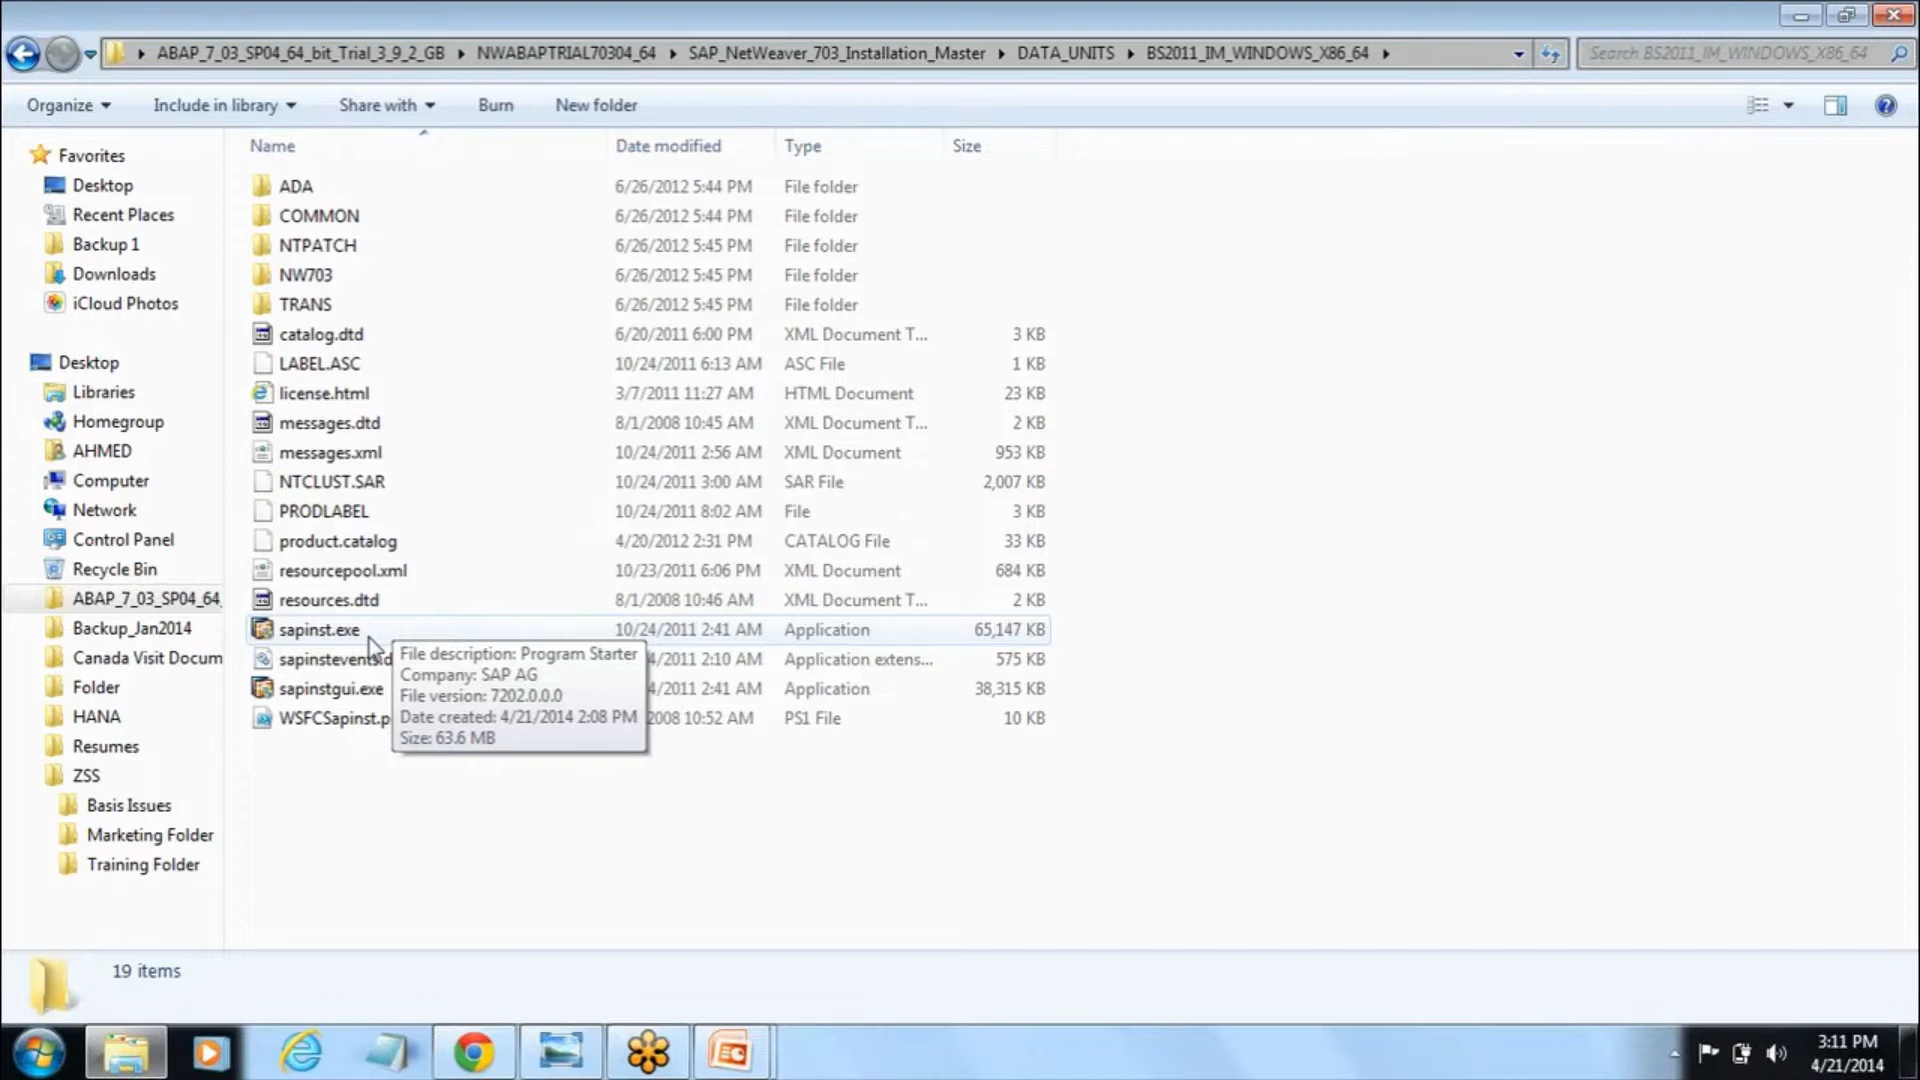 ABAP_7_03_SP04_64_bit_Trial_3_9_2_GB NWABAPTRIAL70304_64 SAP_NetWeaver_703_Installation_Master DATA_UNITS BS2011_IM_WINDOWS_X86_64 Search BS2011_IM_WINDOWS_X86_64
Organize Include in library Share with Burn New folder
Name Date modified Type Size
Favorites
Desktop
Recent Places
Backup 1
Downloads
iCloud Photos
Desktop
Libraries
Homegroup
AHMED
Computer
Network
Control Panel
Recycle Bin
ABAP_7_03_SP04_64_
Backup_Jan2014
Canada Visit Docum
Folder
HANA
Resumes
ZSS
Basis Issues
Marketing Folder
Training Folder
ADA 6/26/2012 5:44 PM File folder
COMMON 6/26/2012 5:44 PM File folder
NTPATCH 6/26/2012 5:45 PM File folder
NW703 6/26/2012 5:45 PM File folder
TRANS 6/26/2012 5:45 PM File folder
catalog.dtd 6/20/2011 6:00 PM XML Document T... 3 KB
LABEL.ASC 10/24/2011 6:13 AM ASC File 1 KB
license.html 3/7/2011 11:27 AM HTML Document 23 KB
messages.dtd 8/1/2008 10:45 AM XML Document T... 2 KB
messages.xml 10/24/2011 2:56 AM XML Document 953 KB
NTCLUST.SAR 10/24/2011 3:00 AM SAR File 2,007 KB
PRODLABEL 10/24/2011 8:02 AM File 3 KB
product.catalog 4/20/2012 2:31 PM CATALOG File 33 KB
resourcepool.xml 10/23/2011 6:06 PM XML Document 684 KB
resources.dtd 8/1/2008 10:46 AM XML Document T... 2 KB
sapinst.exe 10/24/2011 2:41 AM Application 65,147 KB
sapinstevents.d 4/2011 2:10 AM Application extens... 575 KB
sapinstgui.exe 4/2011 2:41 AM Application 38,315 KB
WSFCSapinst.p 2008 10:52 AM PS1 File 10 KB
File description: Program Starter
Company: SAP AG
File version: 7202.0.0.0
Date created: 4/21/2014 2:08 PM
Size: 63.6 MB
19 items
3:11 PM
4/21/2014